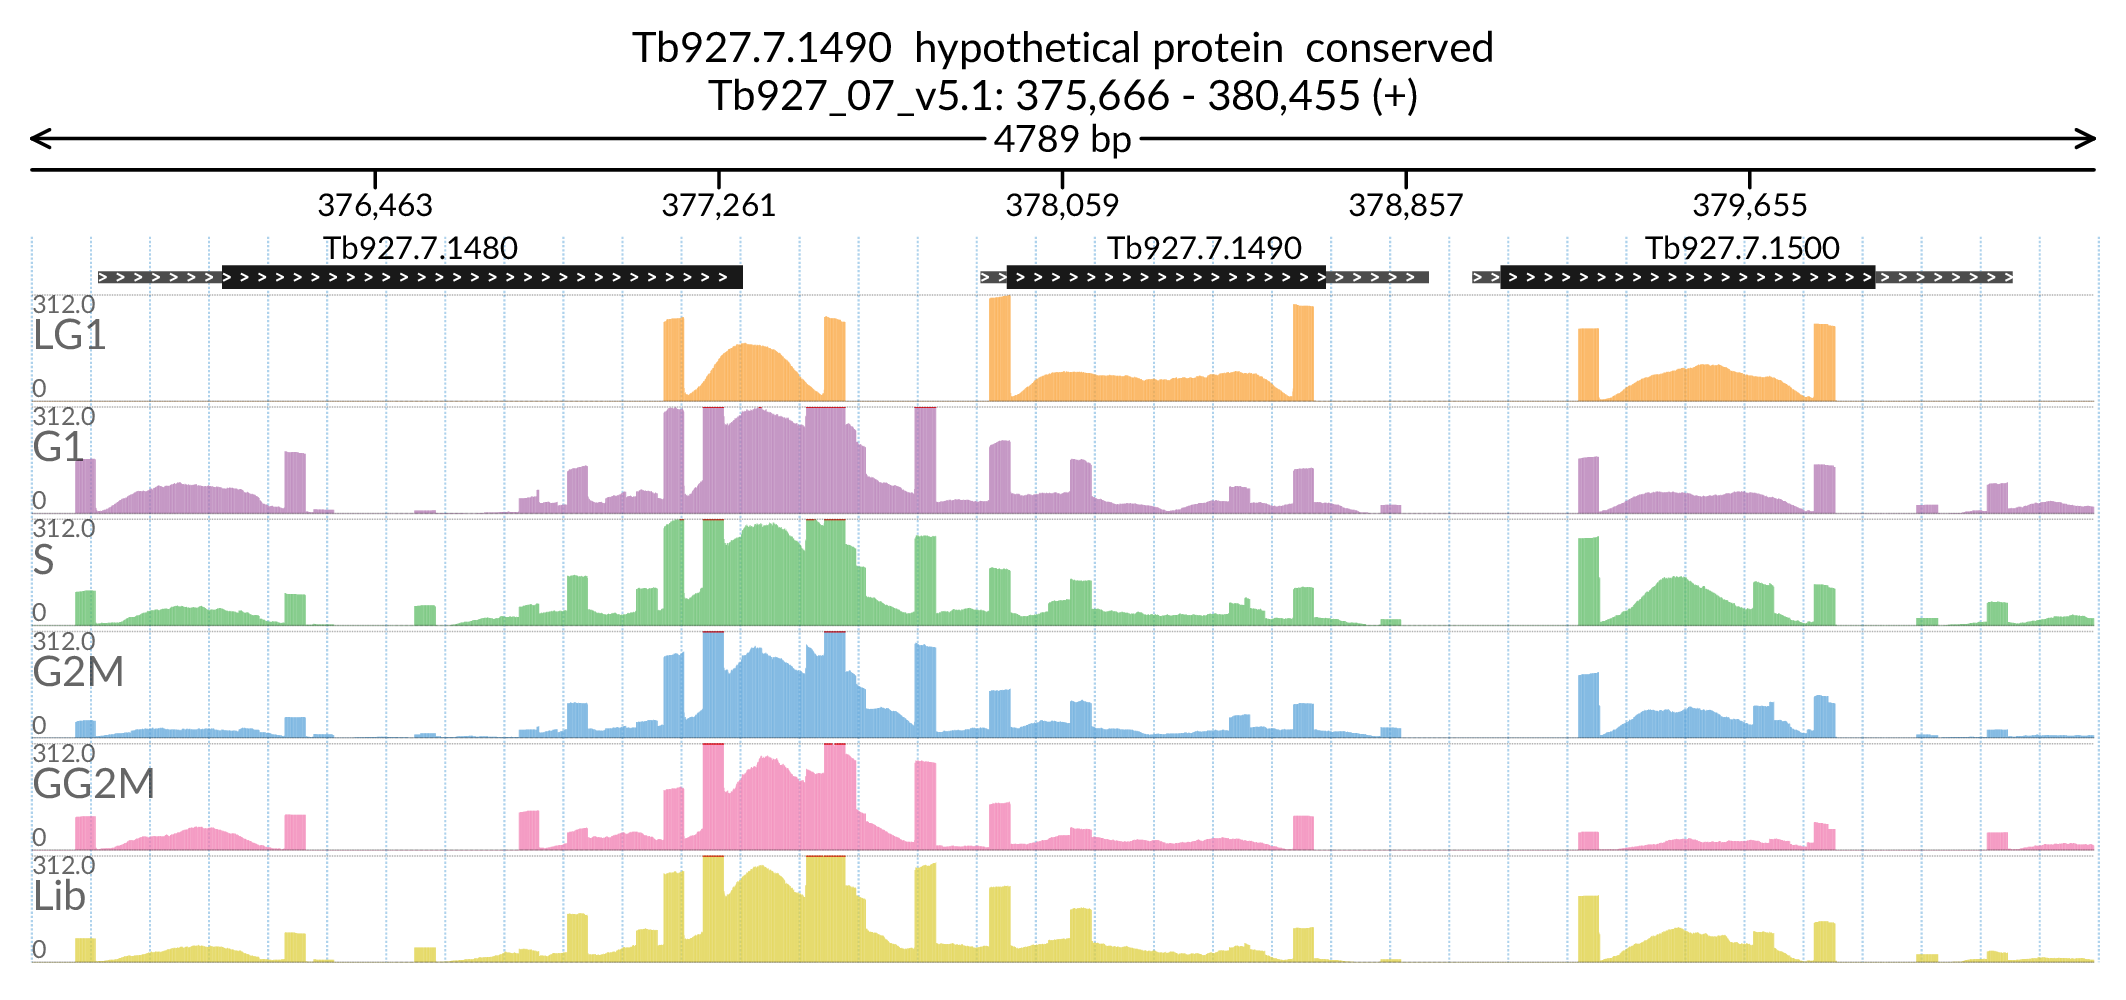 Tb927.7.1490 hypothetical protein conserved
Tb927_07_v5.1: 375,666 - 380,455 (+)
4789 bp
376,463 377,261 378,059 378,857 379,655
Tb927.7.1480 Tb927.7.1490 Tb927.7.1500
312.0
LG1
0
312.0
G1
0
312.0
S
0
312.0
G2M
0
312.0
GG2M
0
312.0
Lib
0